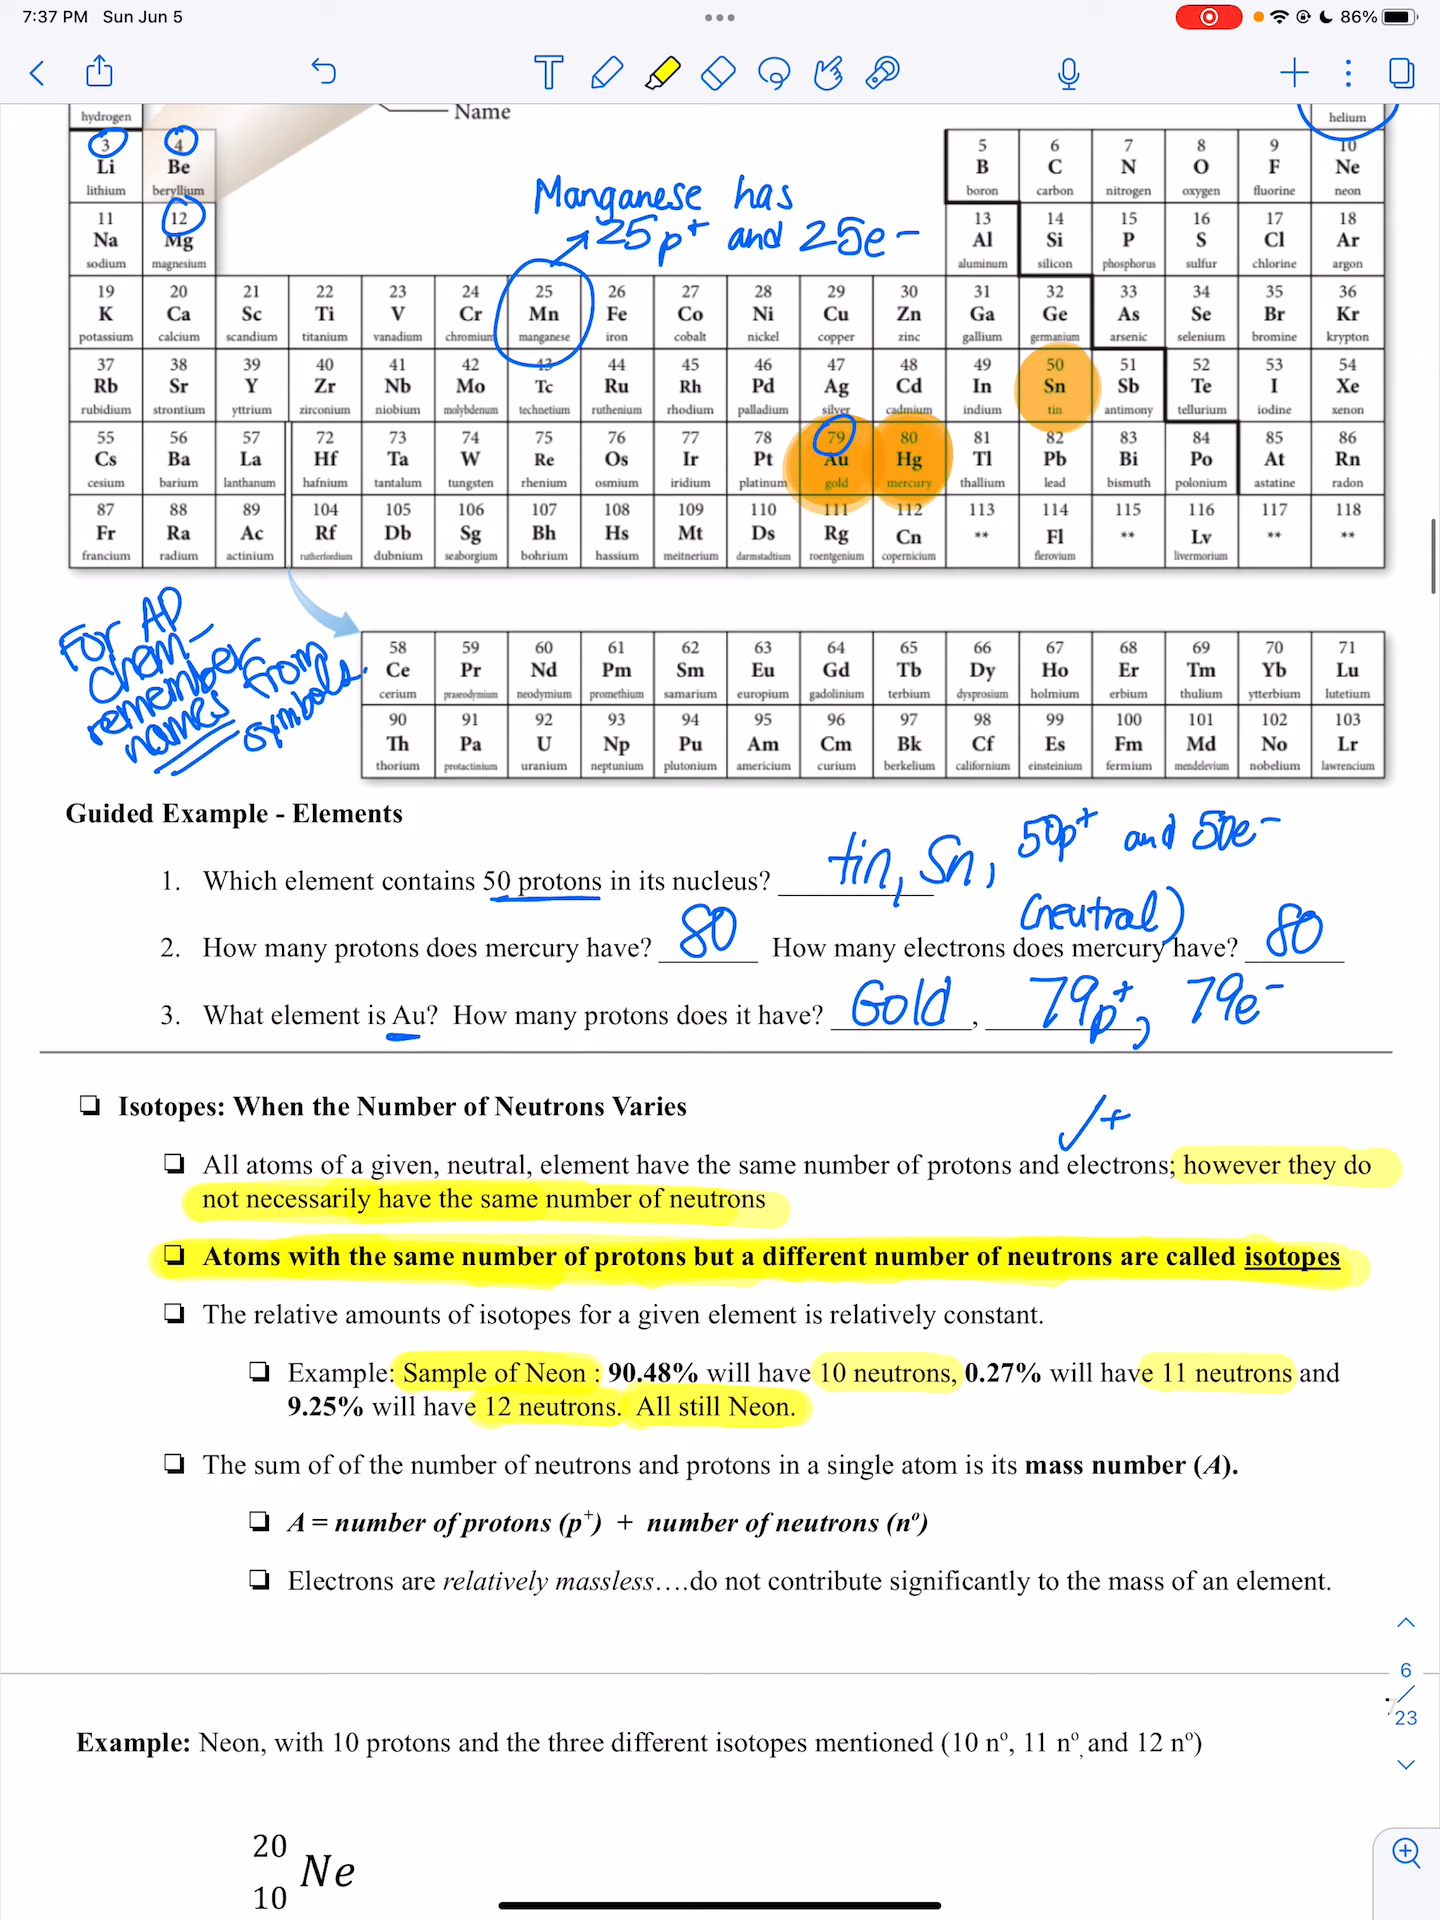 7:37 PM Sun Jun 5
86%
hydrogen
Name
helium
3 4 5 6 7 8 9 10
Li Be B C N O F Ne
lithium beryllium boron carbon nitrogen oxygen fluorine neon
Manganese has
25p+ and 25e-
11 12 13 14 15 16 17 18
Na Mg Al Si P S Cl Ar
sodium magnesium aluminum silicon phosphorus sulfur chlorine argon
19 20 21 22 23 24 25 26 27 28 29 30 31 32 33 34 35 36
K Ca Sc Ti V Cr Mn Fe Co Ni Cu Zn Ga Ge As Se Br Kr
potassium calcium scandium titanium vanadium chromium manganese iron cobalt nickel copper zinc gallium germanium arsenic selenium bromine krypton
37 38 39 40 41 42 43 44 45 46 47 48 49 50 51 52 53 54
Rb Sr Y Zr Nb Mo Tc Ru Rh Pd Ag Cd In Sn Sb Te I Xe
rubidium strontium yttrium zirconium niobium molybdenum technetium ruthenium rhodium palladium silver cadmium indium tin antimony tellurium iodine xenon
55 56 57 72 73 74 75 76 77 78 79 80 81 82 83 84 85 86
Cs Ba La Hf Ta W Re Os Ir Pt Au Hg Tl Pb Bi Po At Rn
cesium barium lanthanum hafnium tantalum tungsten rhenium osmium iridium platinum gold mercury thallium lead bismuth polonium astatine radon
87 88 89 104 105 106 107 108 109 110 111 112 113 114 115 116 117 118
Fr Ra Ac Rf Db Sg Bh Hs Mt Ds Rg Cn ** Fl ** Lv ** **
francium radium actinium rutherfordium dubnium seaborgium bohrium hassium meitnerium darmstadtium roentgenium copernicium flerovium livermorium
For AP
Chem-
remember
names from
symbols.
58 59 60 61 62 63 64 65 66 67 68 69 70 71
Ce Pr Nd Pm Sm Eu Gd Tb Dy Ho Er Tm Yb Lu
cerium praseodymium neodymium promethium samarium europium gadolinium terbium dysprosium holmium erbium thulium ytterbium lutetium
90 91 92 93 94 95 96 97 98 99 100 101 102 103
Th Pa U Np Pu Am Cm Bk Cf Es Fm Md No Lr
thorium protactinium uranium neptunium plutonium americium curium berkelium californium einsteinium fermium mendelevium nobelium lawrencium
Guided Example - Elements
1. Which element contains 50 protons in its nucleus? tin, Sn, 50p+ and 50e-
(neutral)
2. How many protons does mercury have? 80 How many electrons does mercury have? 80
3. What element is Au? How many protons does it have? Gold, 79p+, 79e-
Isotopes: When the Number of Neutrons Varies
All atoms of a given, neutral, element have the same number of protons and electrons; however they do
not necessarily have the same number of neutrons
Atoms with the same number of protons but a different number of neutrons are called isotopes
The relative amounts of isotopes for a given element is relatively constant.
Example: Sample of Neon : 90.48% will have 10 neutrons, 0.27% will have 11 neutrons and
9.25% will have 12 neutrons. All still Neon.
The sum of of the number of neutrons and protons in a single atom is its mass number (A).
A = number of protons (p+) + number of neutrons (nº)
Electrons are relatively massless….do not contribute significantly to the mass of an element.
6
23
Example: Neon, with 10 protons and the three different isotopes mentioned (10 nº, 11 nº, and 12 nº)
20
Ne
10